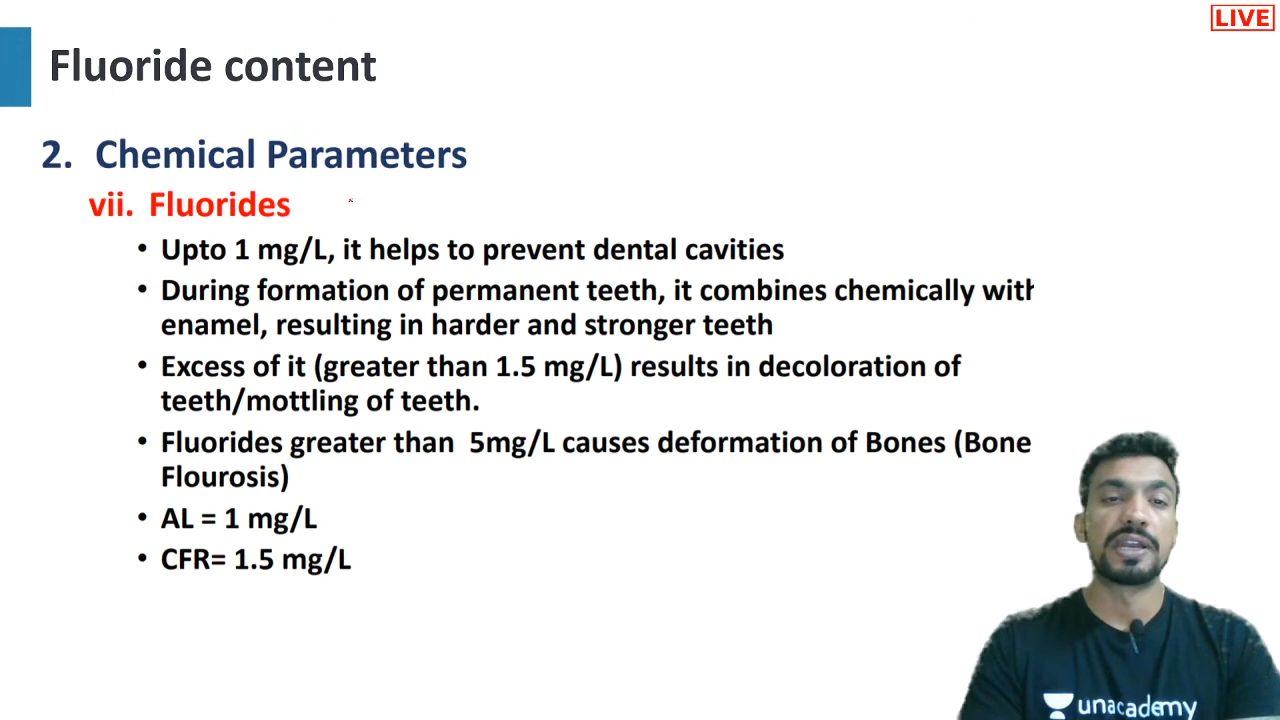 LIVE
Fluoride content
2. Chemical Parameters
vii. Fluorides
• Upto 1 mg/L, it helps to prevent dental cavities
• During formation of permanent teeth, it combines chemically with
enamel, resulting in harder and stronger teeth
• Excess of it (greater than 1.5 mg/L) results in decoloration of
teeth/mottling of teeth.
• Fluorides greater than 5mg/L causes deformation of Bones (Bone
Flourosis)
• AL = 1 mg/L
• CFR= 1.5 mg/L
unacademy